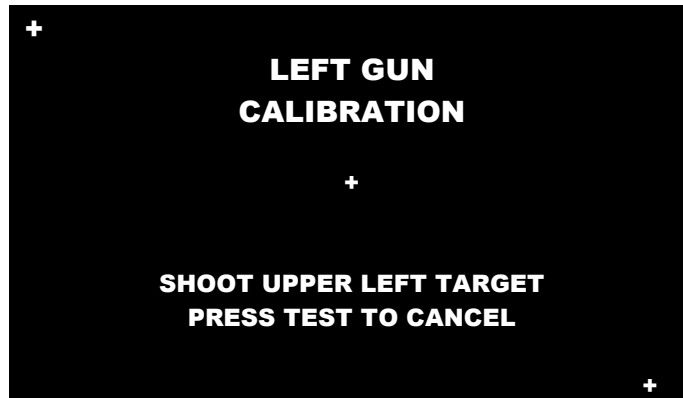 LEFT GUN
CALIBRATION
SHOOT UPPER LEFT TARGET
PRESS TEST TO CANCEL